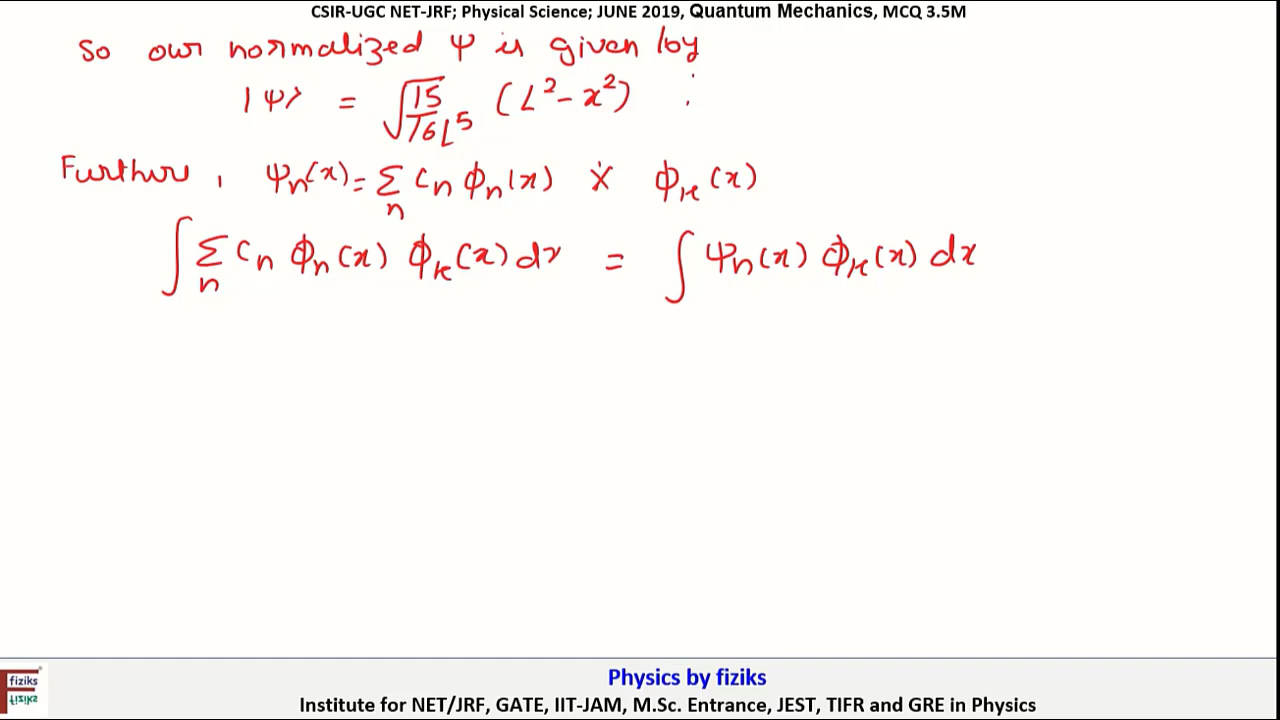 CSIR-UGC NET-JRF; Physical Science; JUNE 2019, Quantum Mechanics, MCQ 3.5M
So our normalized ψ is given by
|ψ⟩ = √(15/16L⁵) (L² - x²)
Further, ψn(x) = Σn Cn ϕn(x) × ϕk(x)
∫ Σn Cn ϕn(x) ϕk(x) dx = ∫ ψn(x) ϕk(x) dx
fiziks
fiziks
Physics by fiziks
Institute for NET/JRF, GATE, IIT-JAM, M.Sc. Entrance, JEST, TIFR and GRE in Physics